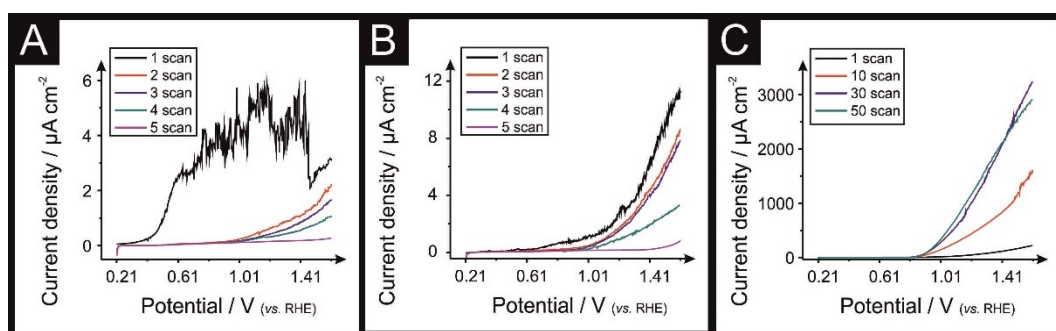 A
Current density / µA cm⁻²
1 scan
2 scan
3 scan
4 scan
5 scan
6
4
2
0
0.21 0.61 1.01 1.41
Potential / V (vs. RHE)
B
Current density / µA cm⁻²
1 scan
2 scan
3 scan
4 scan
5 scan
12
8
4
0
0.21 0.61 1.01 1.41
Potential / V (vs. RHE)
C
Current density / µA cm⁻²
1 scan
10 scan
30 scan
50 scan
3000
2000
1000
0
0.21 0.61 1.01 1.41
Potential / V (vs. RHE)